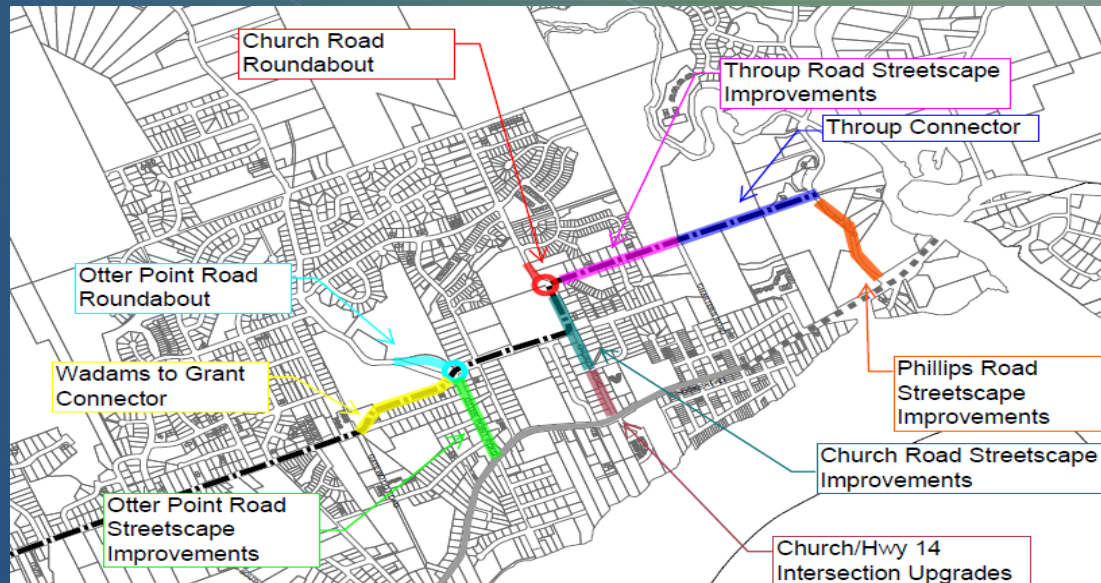 Church Road
Roundabout
Throup Road Streetscape
Improvements
Throup Connector
Otter Point Road
Roundabout
Wadams to Grant
Connector
Phillips Road
Streetscape
Improvements
Church Road Streetscape
Improvements
Otter Point Road
Streetscape
Improvements
Church/Hwy 14
Intersection Upgrades